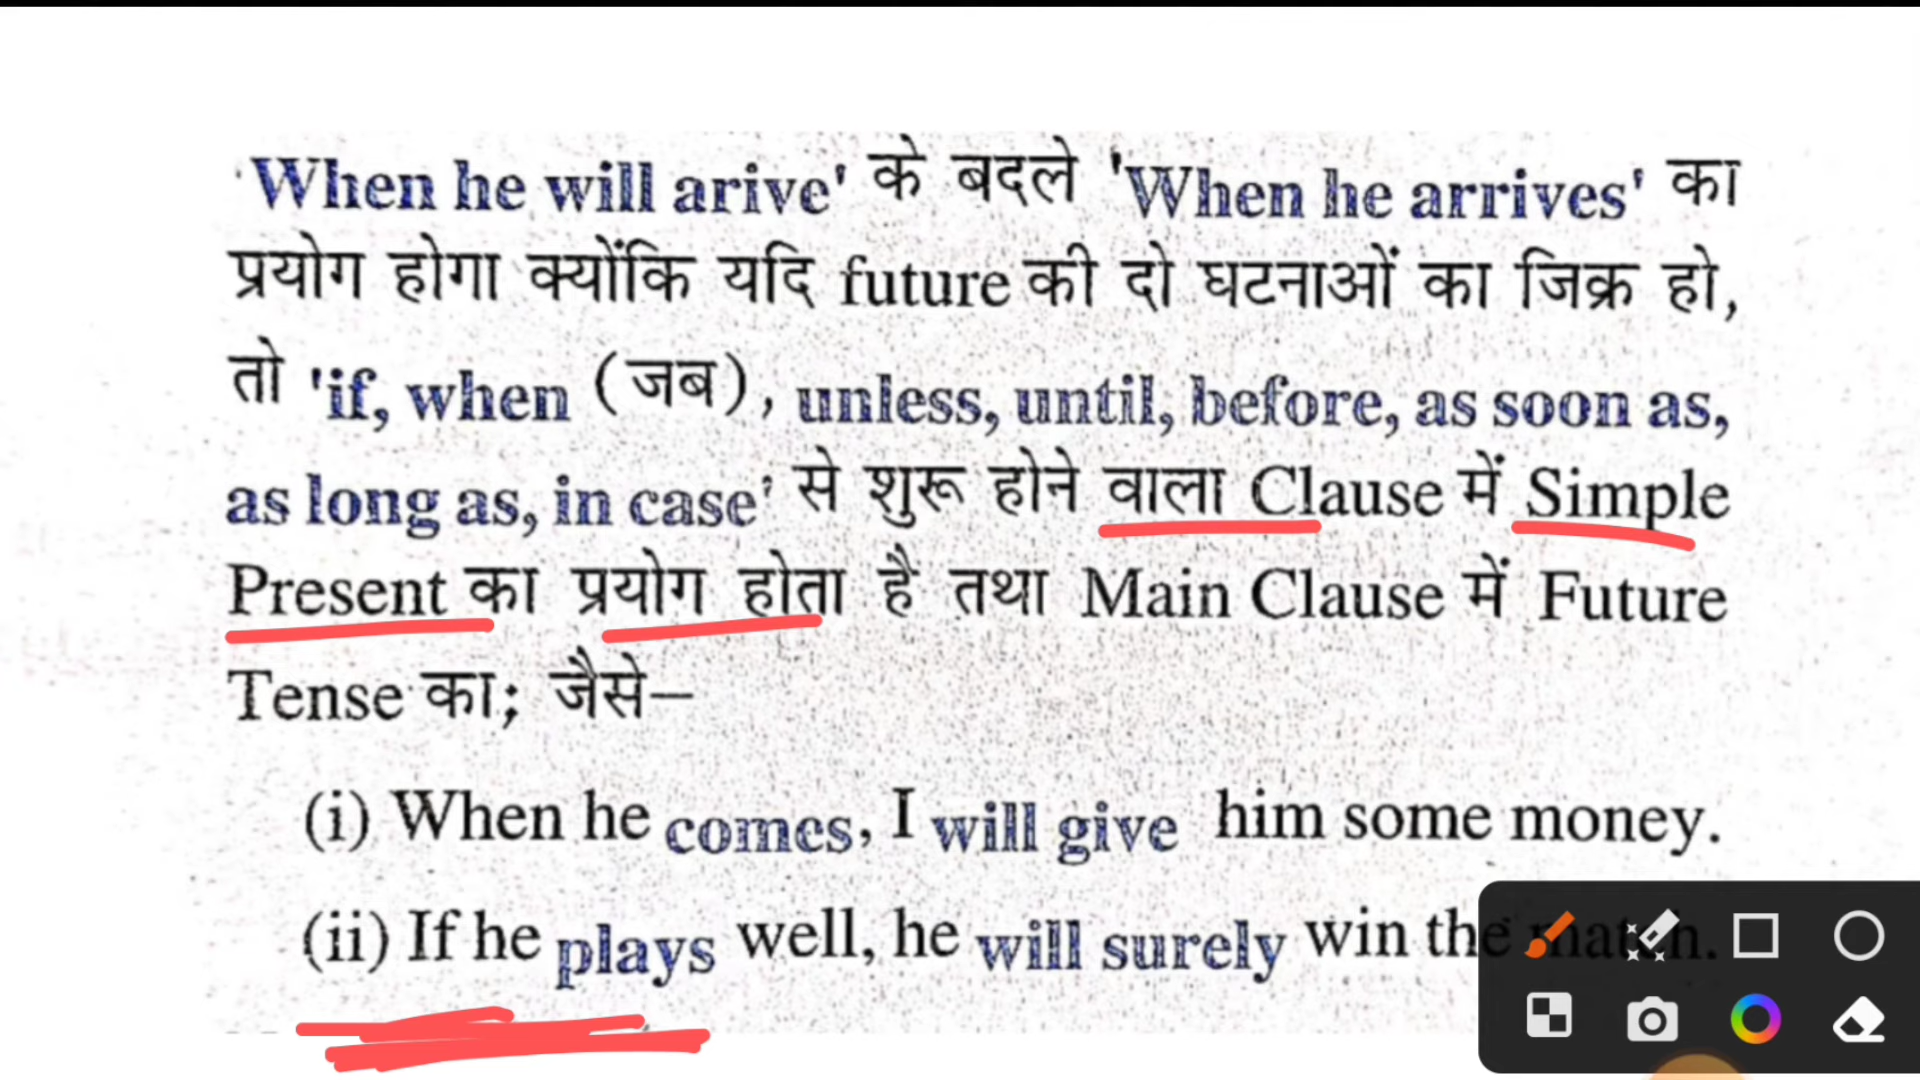 'When he will arive' के बदले 'When he arrives' का
प्रयोग होगा क्योंकि यदि future की दो घटनाओं का जिक्र हो,
तो 'if, when (जब), unless, until, before, as soon as,
as long as, in case' से शुरू होने वाला Clause में Simple
Present का प्रयोग होता है तथा Main Clause में Future
Tense का; जैसे–
(i) When he comes, I will give him some money.
(ii) If he plays well, he will surely win the match.